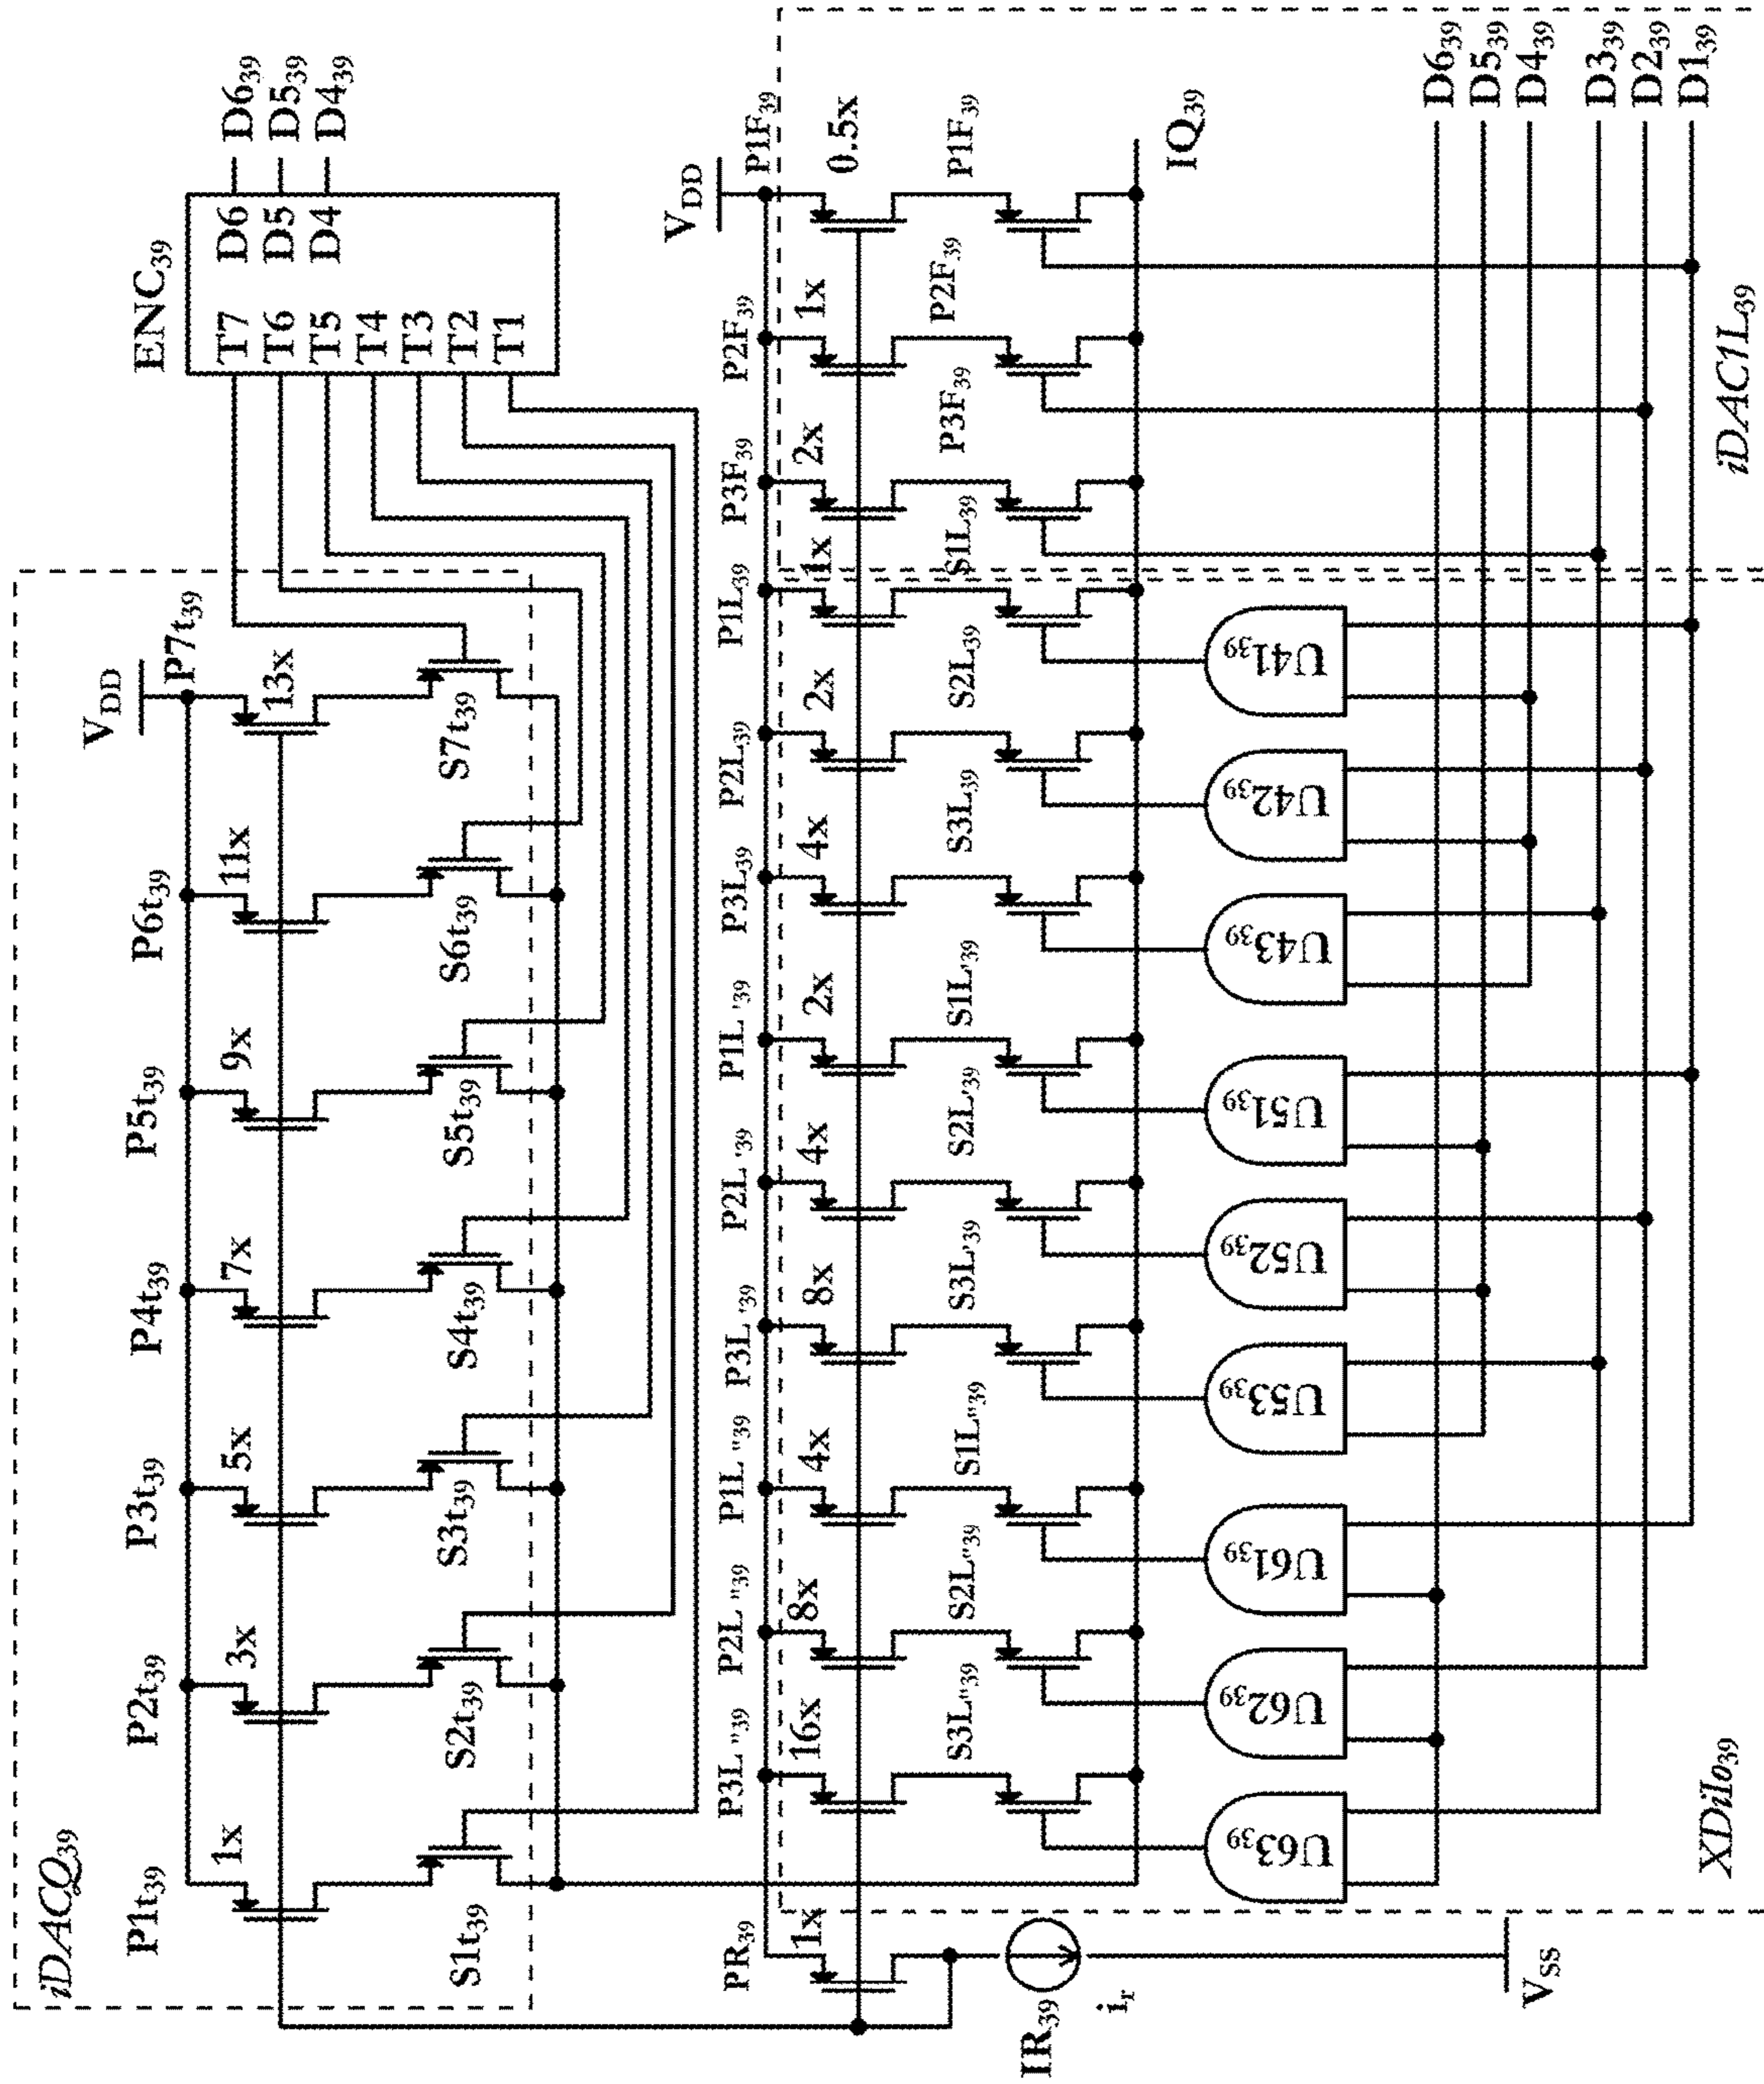 iDACQ₃₉
P1t₃₉
P2t₃₉
P3t₃₉
P4t₃₉
P5t₃₉
P6t₃₉
P7t₃₉
V_DD
1x
3x
5x
7x
9x
11x
13x
S1t₃₉
S2t₃₉
S3t₃₉
S4t₃₉
S5t₃₉
S6t₃₉
S7t₃₉
ENC₃₉
T7
T6
T5
T4
T3
T2
T1
D6
D5
D4
D6₃₉
D5₃₉
D4₃₉
V_DD
PR₃₉
P3L"₃₉
P2L"₃₉
P1L"₃₉
P3L'₃₉
P2L'₃₉
P1L'₃₉
P3L₃₉
P2L₃₉
P1L₃₉
P3F₃₉
P2F₃₉
P1F₃₉
1x
16x
8x
4x
8x
4x
2x
4x
2x
1x
2x
1x
0.5x
S3L"₃₉
S2L"₃₉
S1L"₃₉
S3L'₃₉
S2L'₃₉
S1L'₃₉
S3L₃₉
S2L₃₉
S1L₃₉
P3F₃₉
P2F₃₉
P1F₃₉
IR₃₉
i_r
V_SS
IQ₃₉
U63₃₉
U62₃₉
U61₃₉
U53₃₉
U52₃₉
U51₃₉
U43₃₉
U42₃₉
U41₃₉
D6₃₉
D5₃₉
D4₃₉
D3₃₉
D2₃₉
D1₃₉
XDiIo₃₉
iDAC1L₃₉